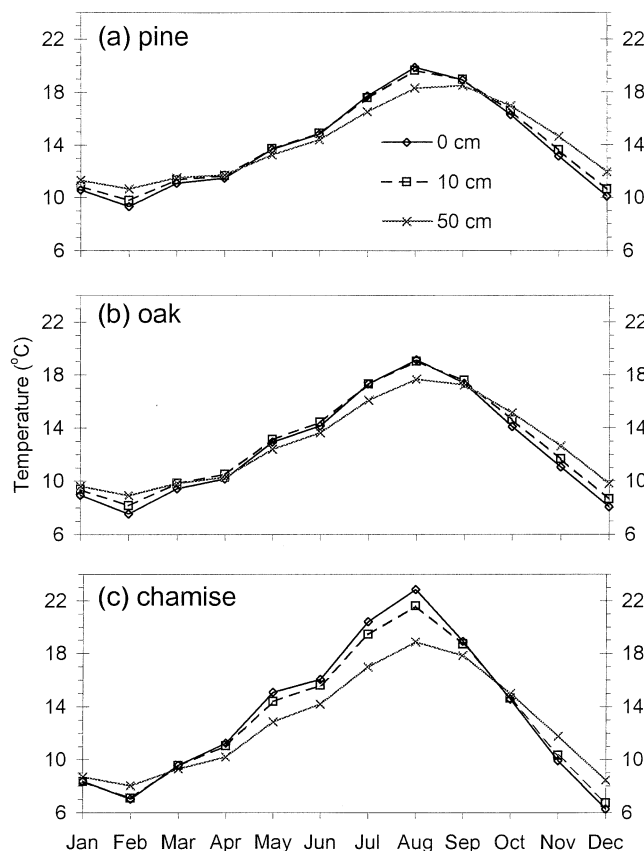 (a) pine
22 22
18 18
14 14
10 10
6 6
0 cm
10 cm
50 cm
(b) oak
22 22
18 18
14 14
10 10
6 6
Temperature (°C)
(c) chamise
22 22
18 18
14 14
10 10
6 6
Jan Feb Mar Apr May Jun Jul Aug Sep Oct Nov Dec